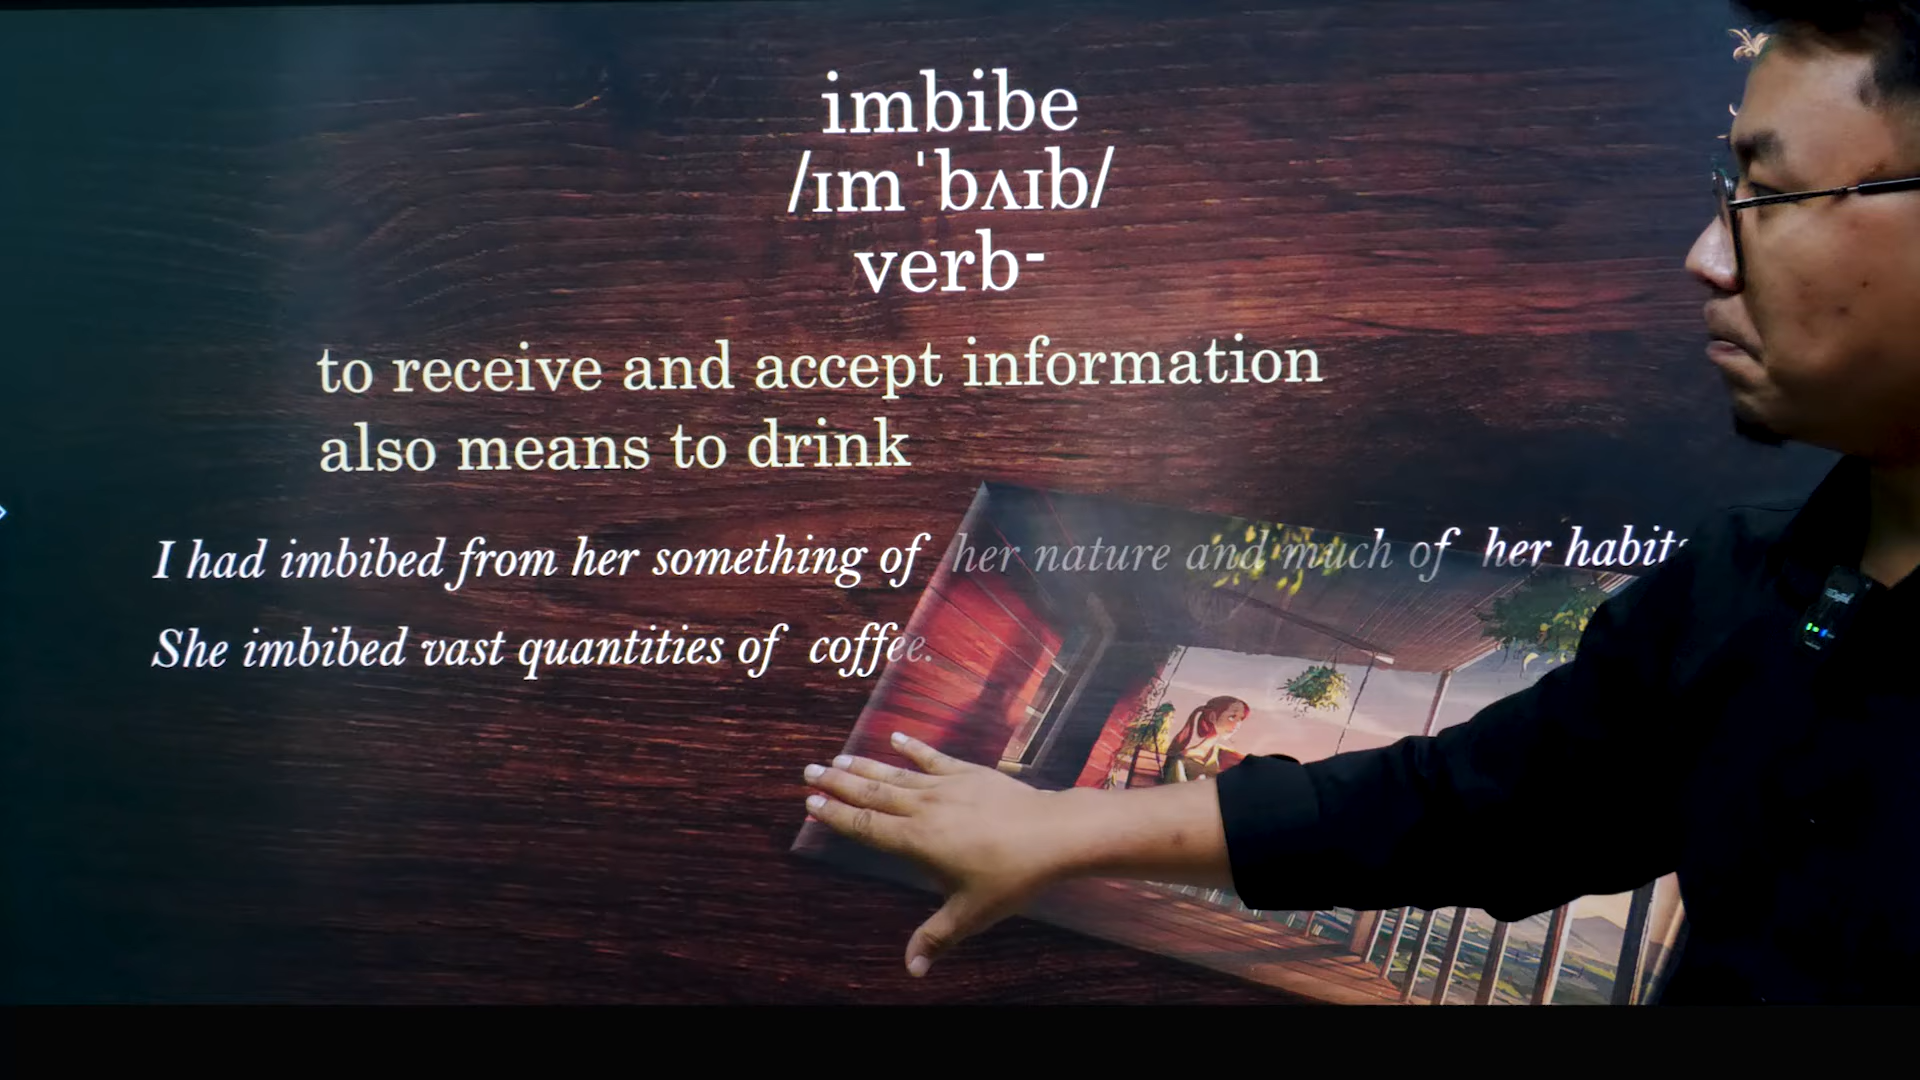 imbibe
/ɪmˈbʌɪb/
verb-
to receive and accept information
also means to drink
I had imbibed from her something of her nature and much of her habits
She imbibed vast quantities of coffee.